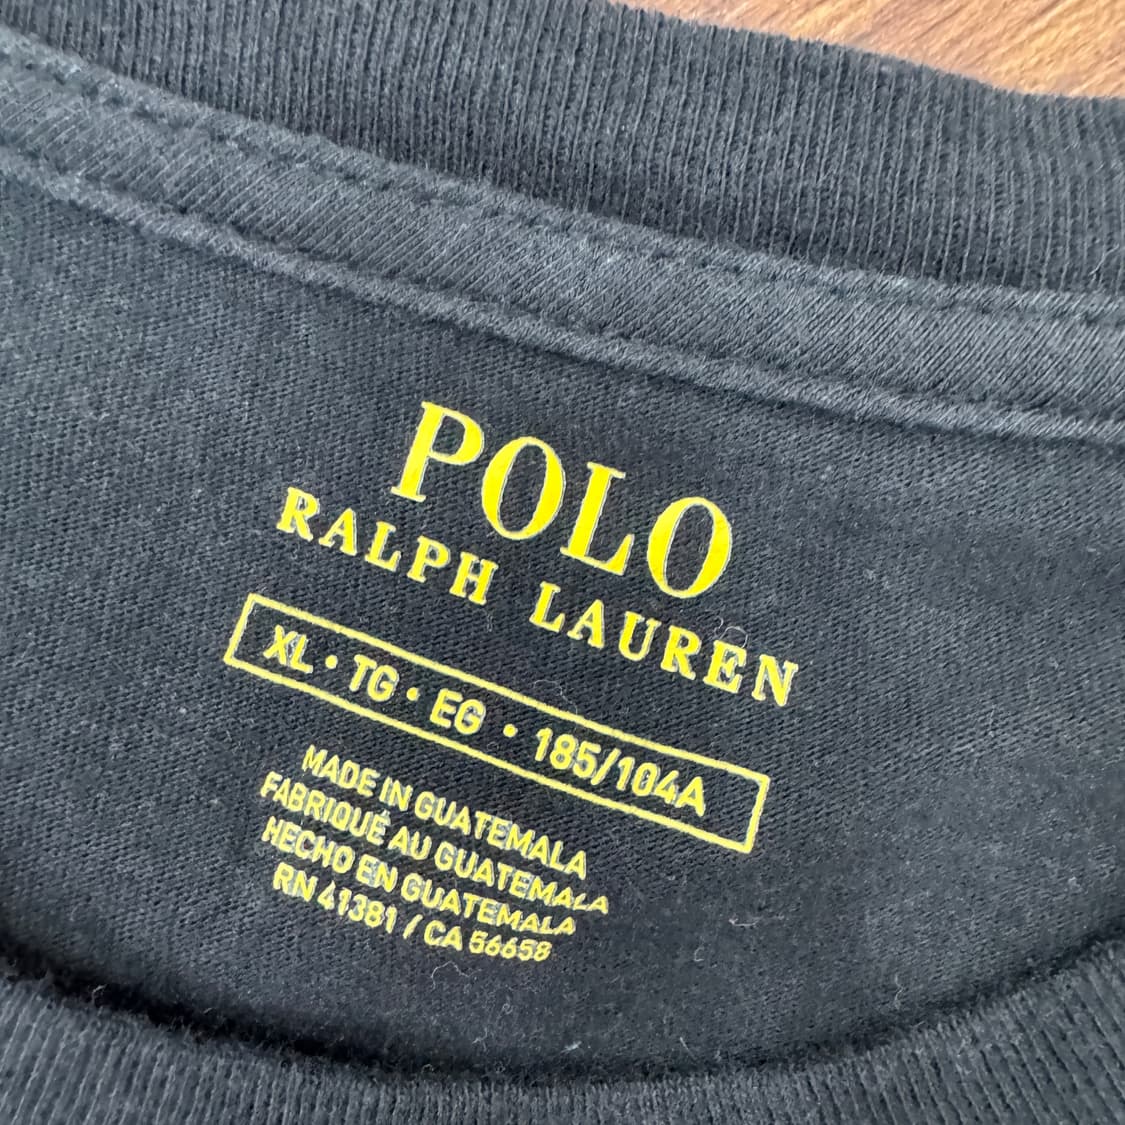 POLO
RALPH LAUREN
XL • TG • EG • 185/104A
MADE IN GUATEMALA
FABRIQUÉ AU GUATEMALA
HECHO EN GUATEMALA
RN 41381 / CA 56658